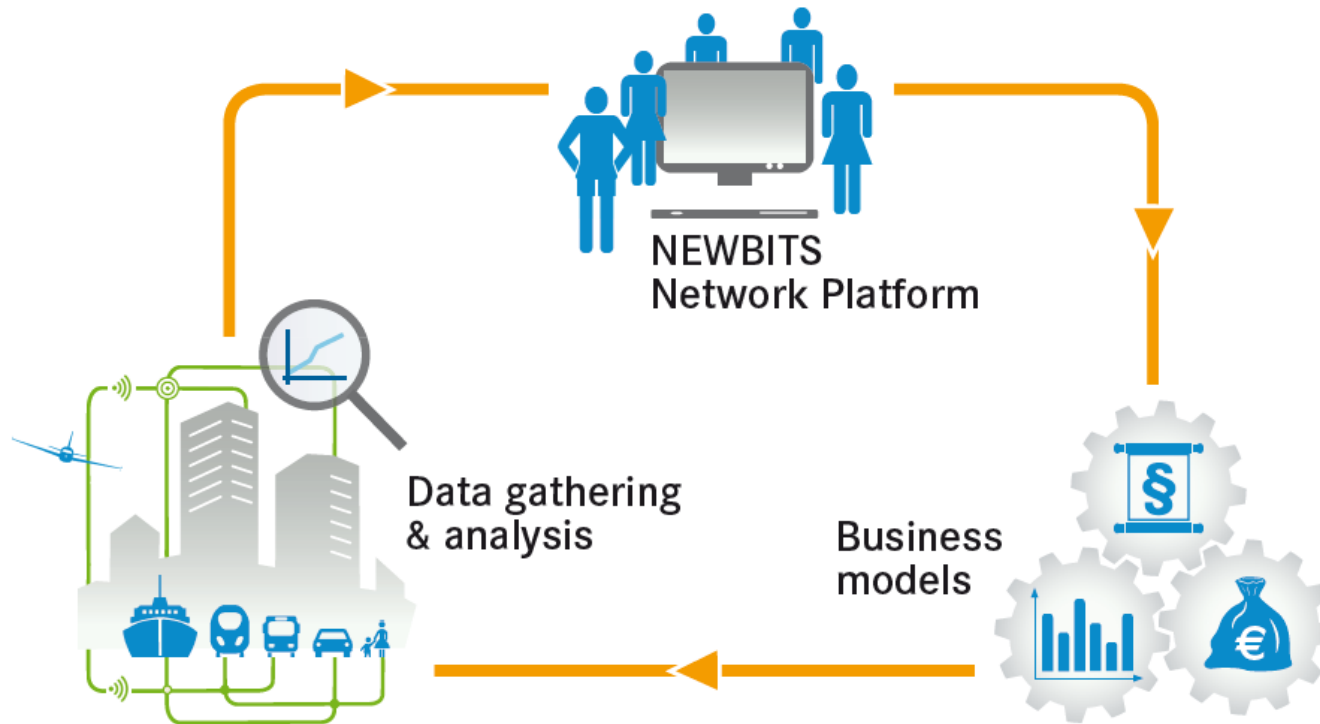 NEWBITS
Network Platform
Data gathering
& analysis
Business
models
§
€